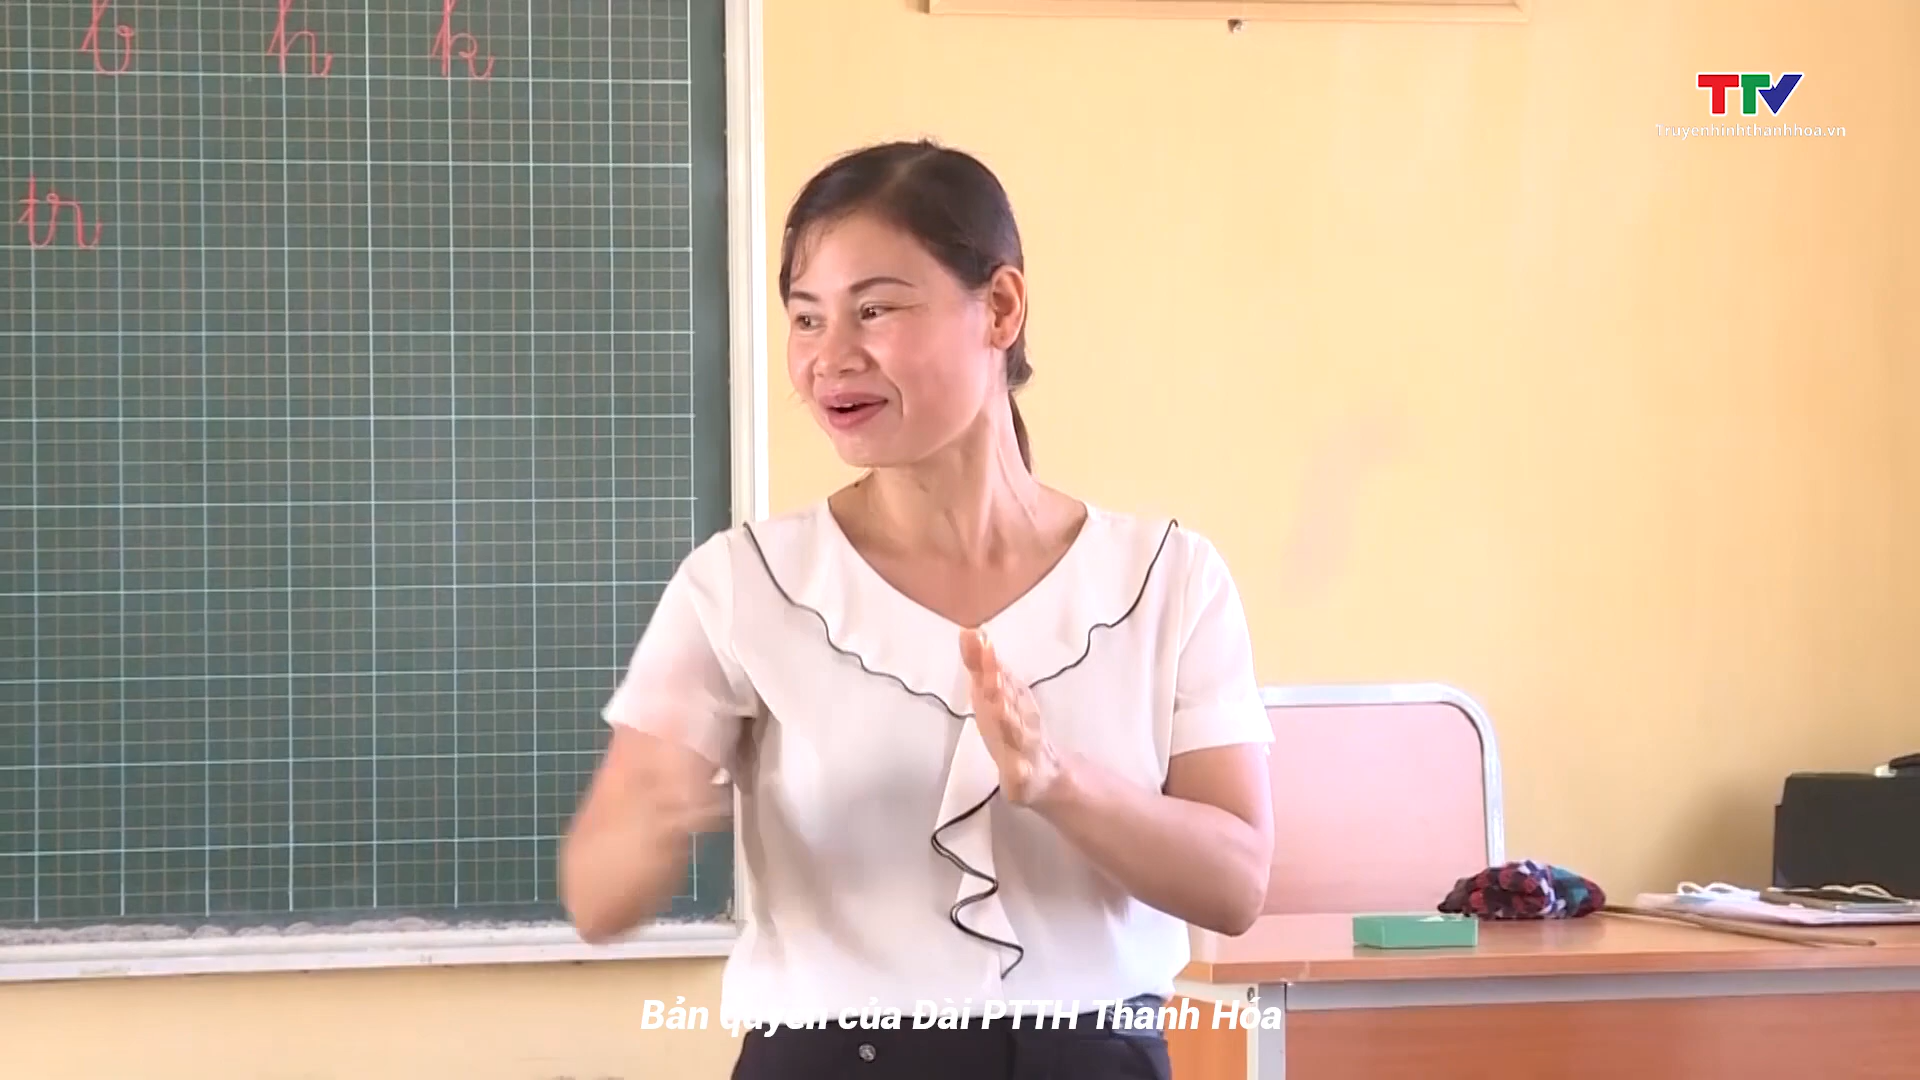 b h k
TTV
Truyenhinhthanhhoa.vn
tr
Bản quyền của Đài PTTH Thanh Hóa